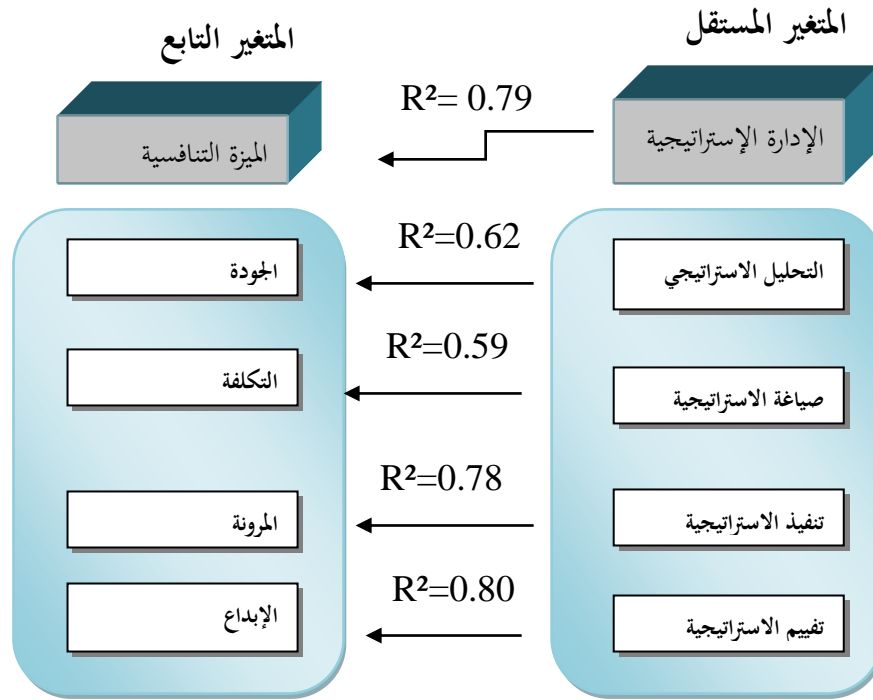 المتغير المستقل
المتغير التابع
R²= 0.79
الإدارة الإستراتيجية
الميزة التنافسية
التحليل الاستراتيجي
R²=0.62
الجودة
صياغة الاستراتيجية
R²=0.59
التكلفة
تنفيذ الاستراتيجية
R²=0.78
المرونة
تقييم الاستراتيجية
R²=0.80
الإبداع